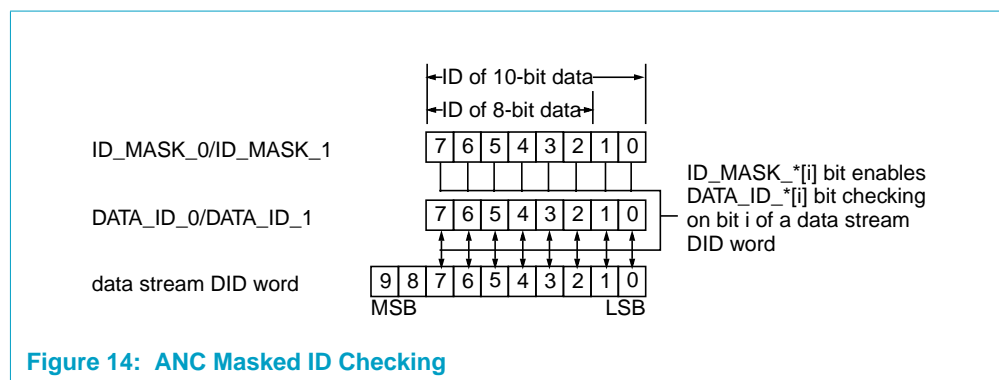 ID of 10-bit data
ID of 8-bit data
ID_MASK_0/ID_MASK_1
7 6 5 4 3 2 1 0
ID_MASK_*[i] bit enables
DATA_ID_*[i] bit checking
on bit i of a data stream
DID word
DATA_ID_0/DATA_ID_1
7 6 5 4 3 2 1 0
data stream DID word
9 8 7 6 5 4 3 2 1 0
MSB LSB
Figure 14: ANC Masked ID Checking